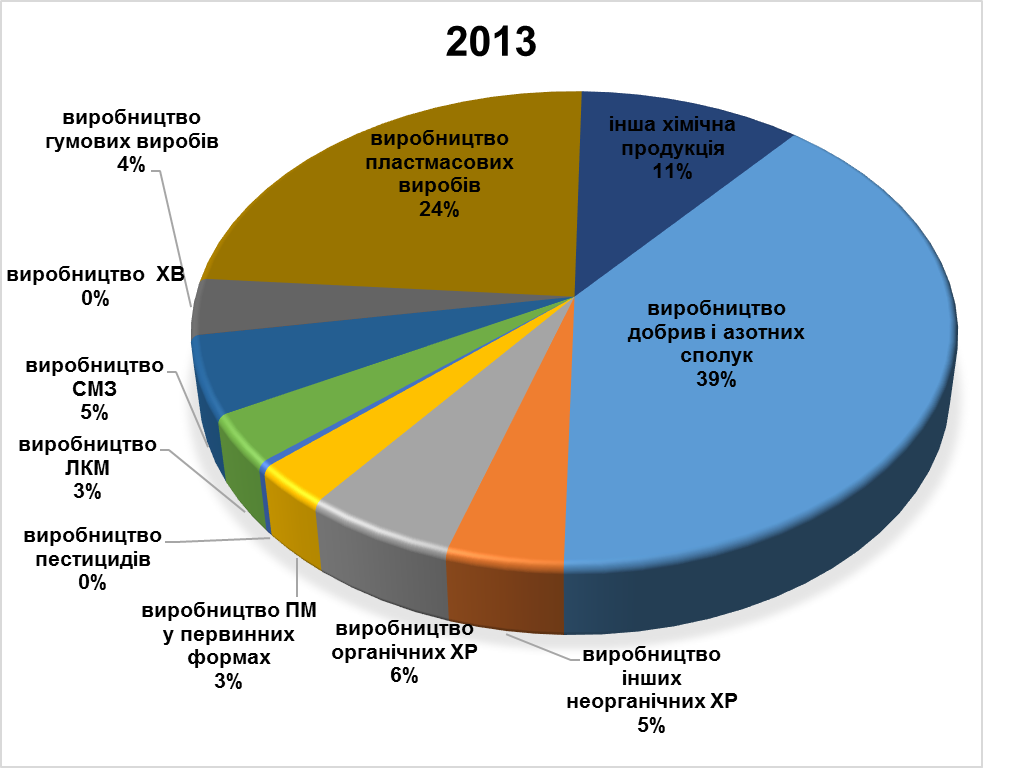 2013
інша хімічна
продукція
11%
виробництво
добрив і азотних
сполук
39%
виробництво
інших
неорганічних ХР
5%
виробництво
органічних ХР
6%
виробництво ПМ
у первинних
формах
3%
виробництво
пестицидів
0%
виробництво
ЛКМ
3%
виробництво
СМЗ
5%
виробництво  ХВ
0%
виробництво
гумових виробів
4%
виробництво
пластмасових
виробів
24%